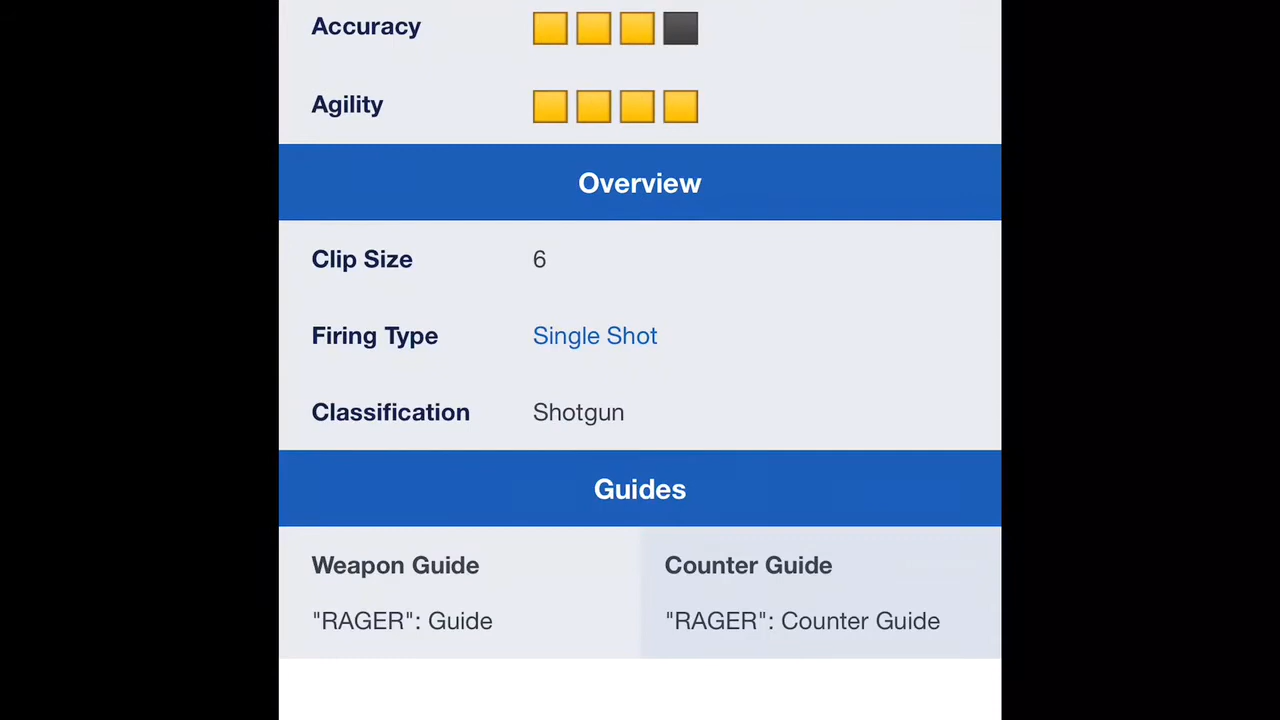 Accuracy
Agility
Overview
Clip Size 6
Firing Type Single Shot
Classification Shotgun
Guides
Weapon Guide Counter Guide
"RAGER": Guide "RAGER": Counter Guide